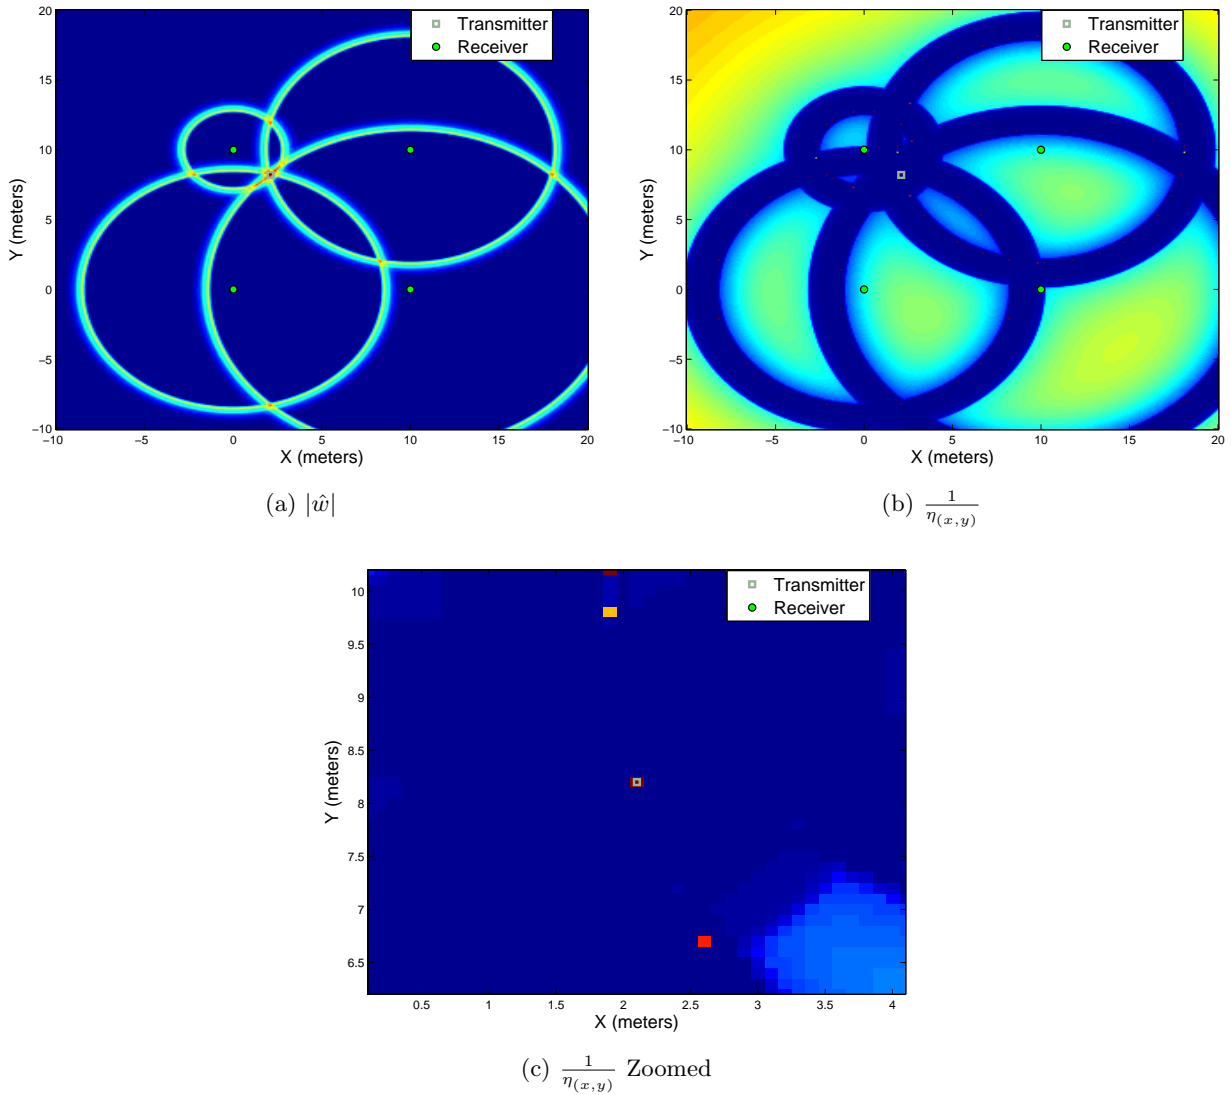 Transmitter
Receiver
20
15
10
5
0
−5
−10
−10
−5
0
5
10
15
20
Y (meters)
X (meters)
(a) |ŵ|
Transmitter
Receiver
20
15
10
5
0
−5
−10
−10
−5
0
5
10
15
20
Y (meters)
X (meters)
(b) 1/η(x,y)
Transmitter
Receiver
10
9.5
9
8.5
8
7.5
7
6.5
0.5
1
1.5
2
2.5
3
3.5
4
Y (meters)
X (meters)
(c) 1/η(x,y) Zoomed